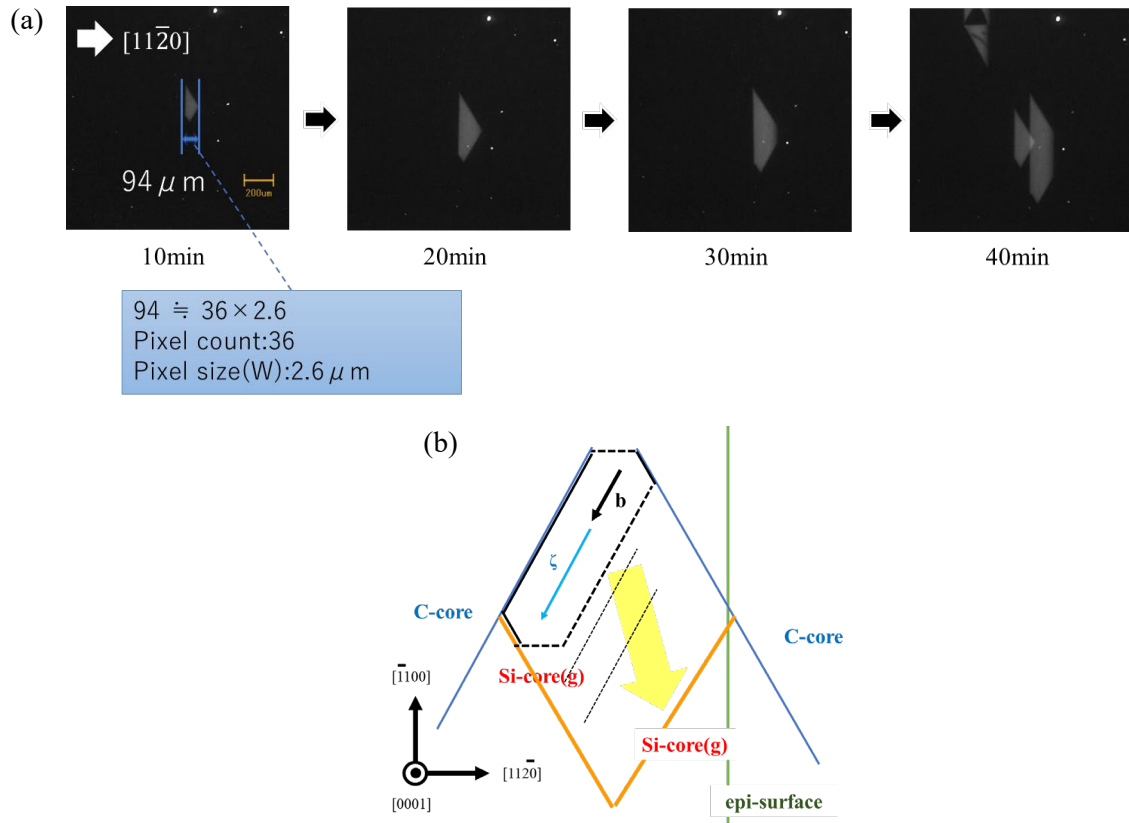 (a)
[112̅0]
94 μm
200um
10min
20min
30min
40min
94 ≒ 36×2.6
Pixel count:36
Pixel size(W):2.6 μm
(b)
b
ζ
C-core
C-core
Si-core(g)
[1̅100]
Si-core(g)
[112̅0]
[0001]
epi-surface